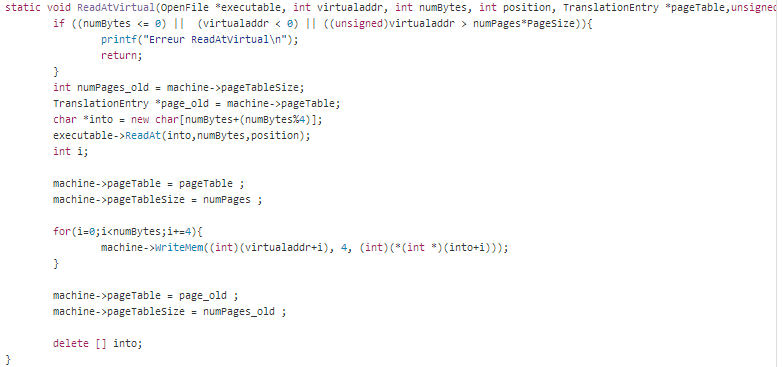 static void ReadAtVirtual(OpenFile *executable, int virtualaddr, int numBytes, int position, TranslationEntry *pageTable,unsigned
if ((numBytes <= 0) || (virtualaddr < 0) || ((unsigned)virtualaddr > numPages*PageSize)){
printf("Erreur ReadAtVirtual\n");
return;
}
int numPages_old = machine->pageTableSize;
TranslationEntry *page_old = machine->pageTable;
char *into = new char[numBytes+(numBytes%4)];
executable->ReadAt(into,numBytes,position);
int i;
machine->pageTable = pageTable ;
machine->pageTableSize = numPages ;
for(i=0;i<numBytes;i+=4){
machine->WriteMem((int)(virtualaddr+i), 4, (int)(*(int *)(into+i)));
}
machine->pageTable = page_old ;
machine->pageTableSize = numPages_old ;
delete [] into;
}